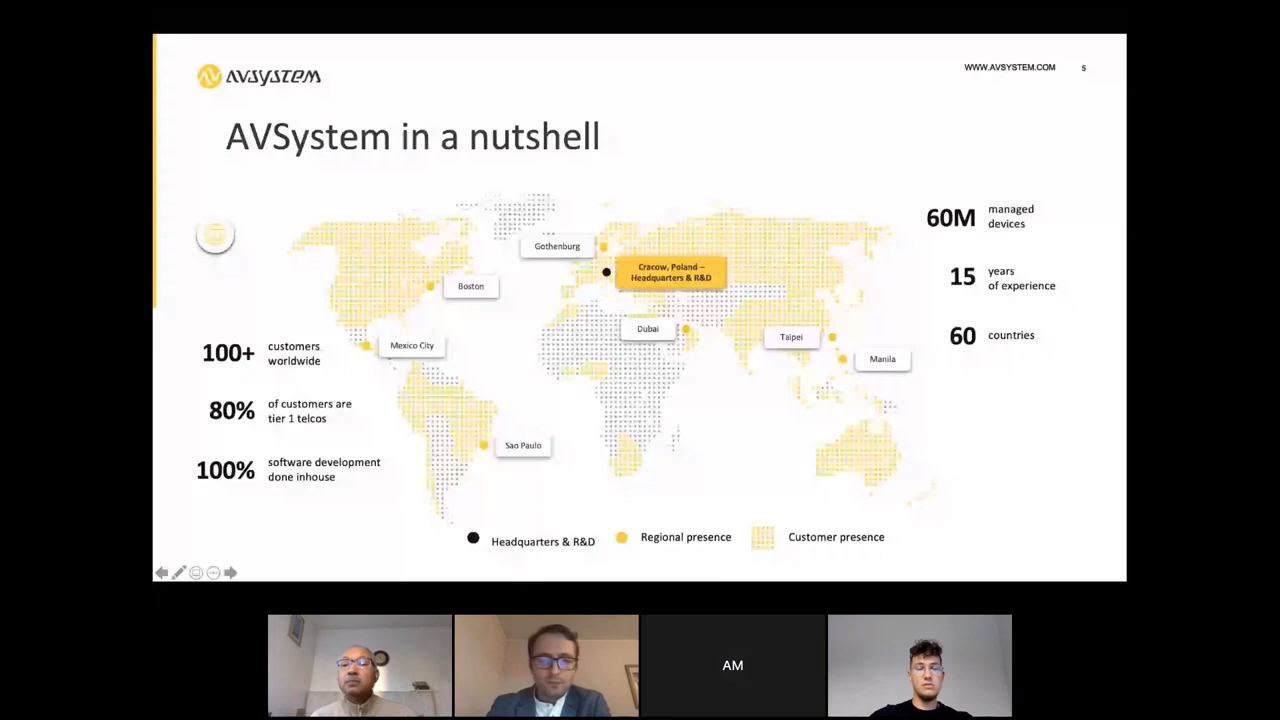 AVSYSTEM
WWW.AVSYSTEM.COM
5
AVSystem in a nutshell
60M
managed
devices
Gothenburg
Cracow, Poland –
Headquarters & R&D
15
years
of experience
Boston
Dubai
Taipei
60
countries
Mexico City
Manila
100+
customers
worldwide
80%
of customers are
tier 1 telcos
Sao Paulo
100%
software development
done inhouse
Headquarters & R&D
Regional presence
Customer presence
AM